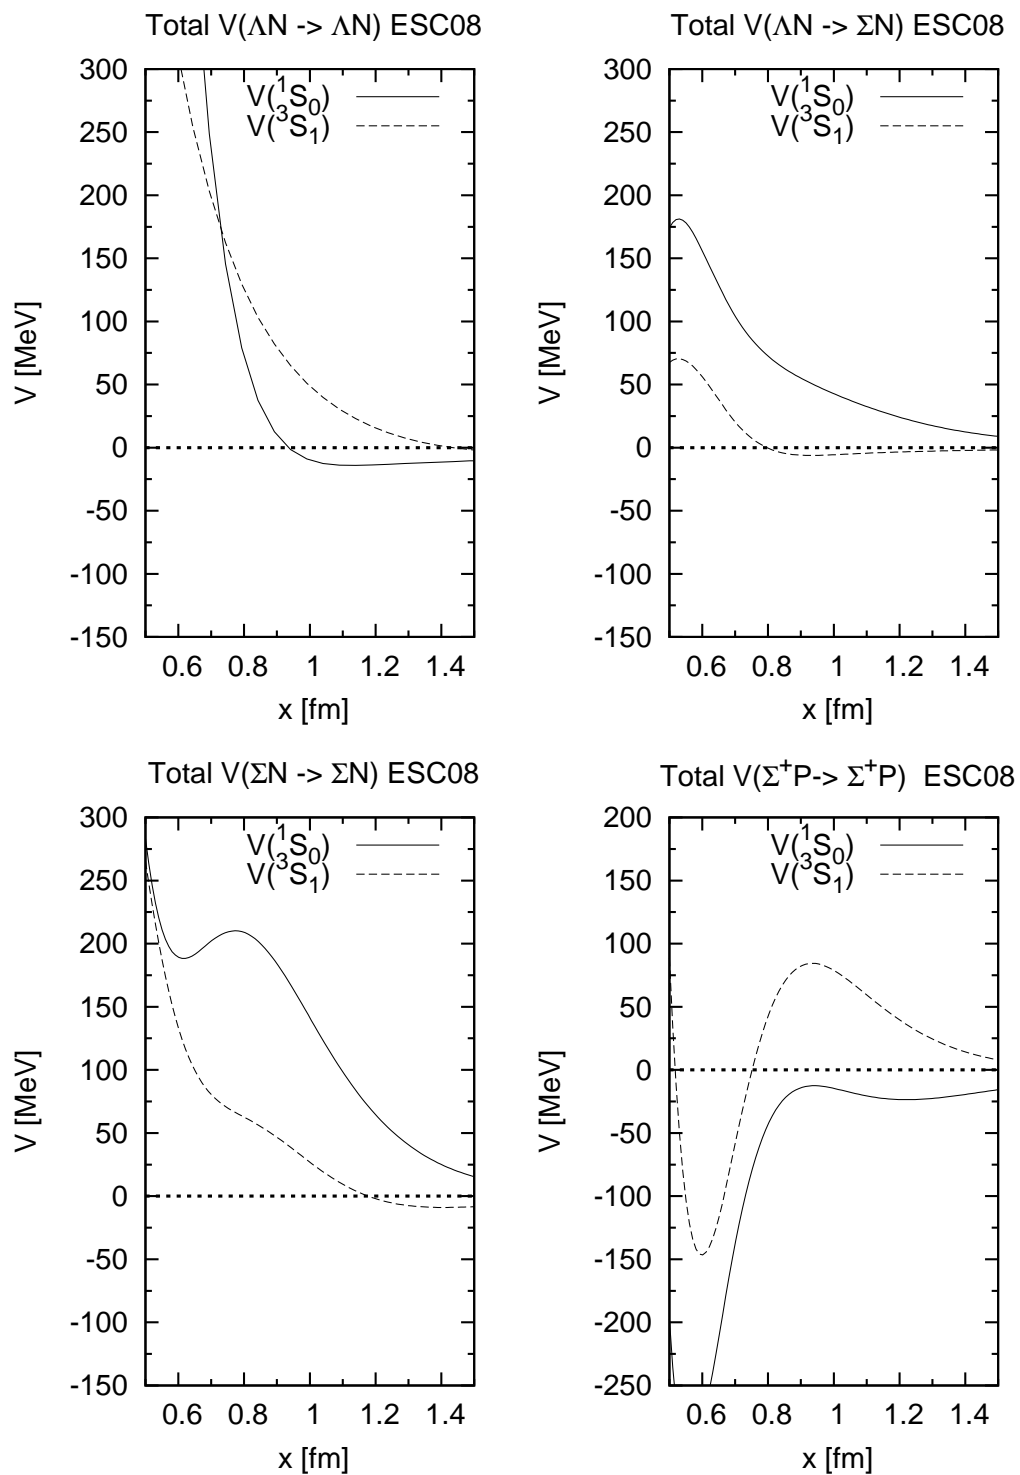 Total V(ΛN -> ΛN) ESC08
300
250
200
150
100
50
0
-50
-100
-150
V [MeV]
V(¹S₀)
V(³S₁)
0.6 0.8 1 1.2 1.4
x [fm]
Total V(ΛN -> ΣN) ESC08
300
250
200
150
100
50
0
-50
-100
-150
V [MeV]
V(¹S₀)
V(³S₁)
0.6 0.8 1 1.2 1.4
x [fm]
Total V(ΣN -> ΣN) ESC08
300
250
200
150
100
50
0
-50
-100
-150
V [MeV]
V(¹S₀)
V(³S₁)
0.6 0.8 1 1.2 1.4
x [fm]
Total V(Σ⁺P-> Σ⁺P) ESC08
200
150
100
50
0
-50
-100
-150
-200
-250
V [MeV]
V(¹S₀)
V(³S₁)
0.6 0.8 1 1.2 1.4
x [fm]